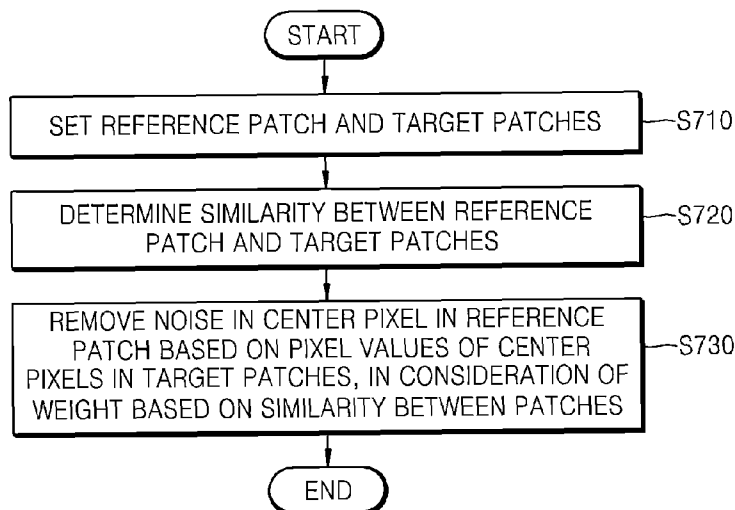 START
SET REFERENCE PATCH AND TARGET PATCHES
S710
DETERMINE SIMILARITY BETWEEN REFERENCE
PATCH AND TARGET PATCHES
S720
REMOVE NOISE IN CENTER PIXEL IN REFERENCE
PATCH BASED ON PIXEL VALUES OF CENTER
PIXELS IN TARGET PATCHES, IN CONSIDERATION OF
WEIGHT BASED ON SIMILARITY BETWEEN PATCHES
S730
END